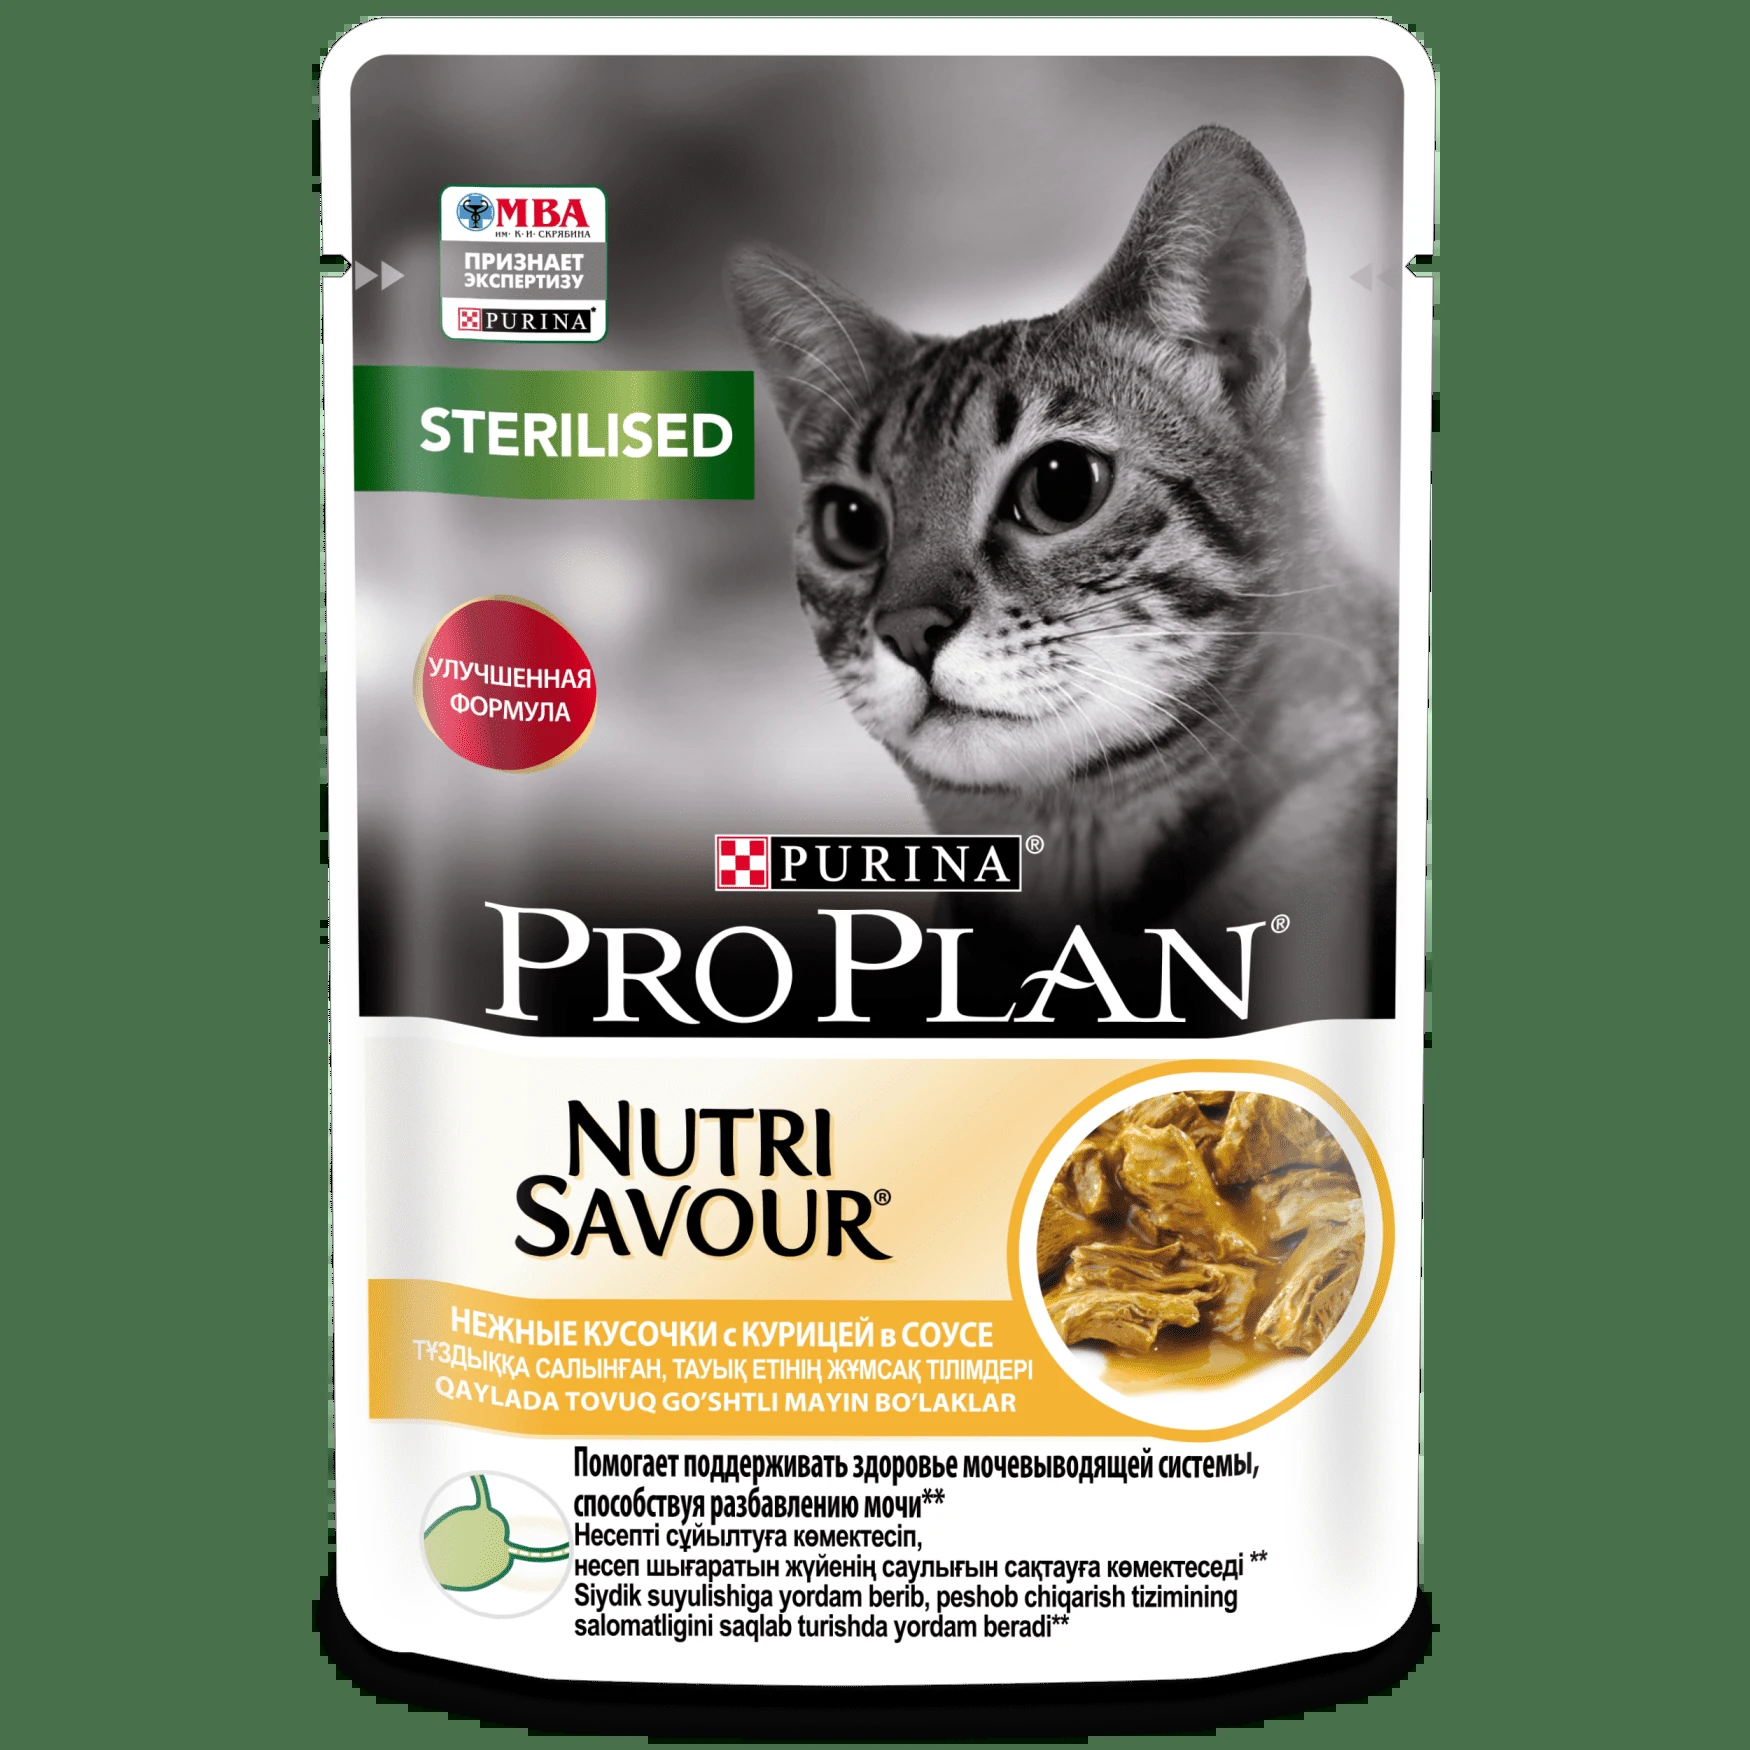 МВА
ИМ· К·И· СКРЯБИНА
ПРИЗНАЕТ
ЭКСПЕРТИЗУ
PURINA*
STERILISED
УЛУЧШЕННАЯ
ФОРМУЛА
PURINA®
PRO PLAN®
NUTRI
SAVOUR®
НЕЖНЫЕ КУСОЧКИ с КУРИЦЕЙ в СОУСЕ
ТҰЗДЫҚҚА САЛЫНҒАН, ТАУЫҚ ЕТІНІҢ ЖҰМСАҚ ТІЛІМДЕРІ
QAYLADA TOVUQ GO'SHTLI MAYIN BO'LAKLAR
Помогает поддерживать здоровье мочевыводящей системы,
способствуя разбавлению мочи**
Несепті сұйылтуға көмектесіп,
несеп шығаратын жүйенің саулығын сақтауға көмектеседі **
Siydik suyulishiga yordam berib, peshob chiqarish tizimining
salomatligini saqlab turishda yordam beradi**